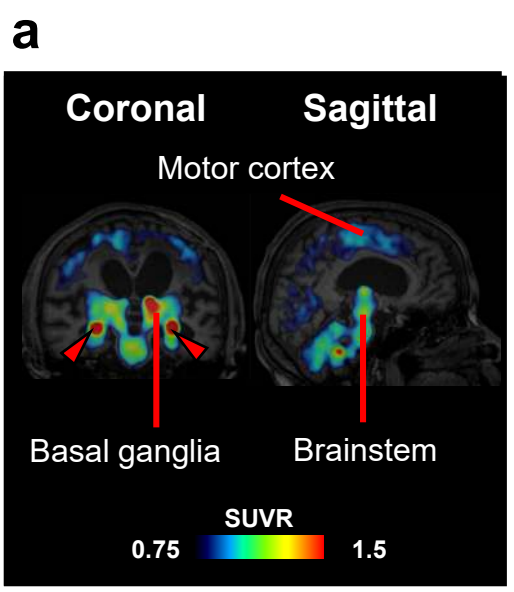 a
Coronal Sagittal
Motor cortex
Basal ganglia Brainstem
SUVR
0.75 1.5